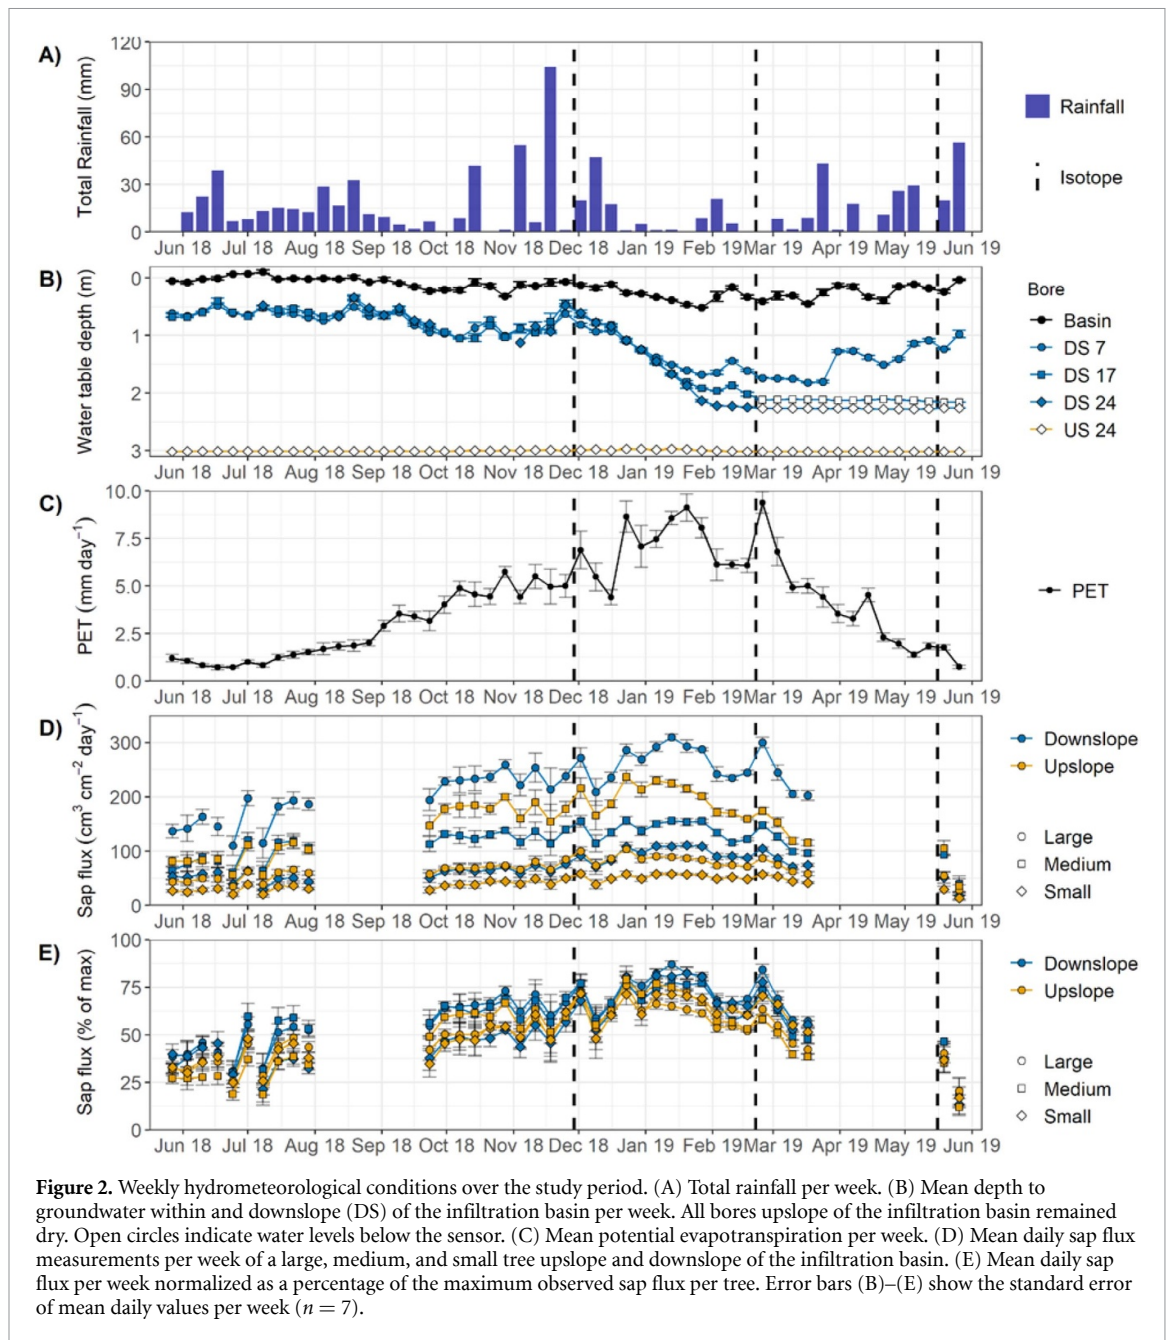 A)
Total Rainfall (mm)
120
90
60
30
0
Jun 18 Jul 18 Aug 18 Sep 18 Oct 18 Nov 18 Dec 18 Jan 19 Feb 19 Mar 19 Apr 19 May 19 Jun 19
Rainfall
Isotope
B)
Water table depth (m)
0
1
2
3
Jun 18 Jul 18 Aug 18 Sep 18 Oct 18 Nov 18 Dec 18 Jan 19 Feb 19 Mar 19 Apr 19 May 19 Jun 19
Bore
Basin
DS 7
DS 17
DS 24
US 24
C)
PET (mm day⁻¹)
10.0
7.5
5.0
2.5
0.0
Jun 18 Jul 18 Aug 18 Sep 18 Oct 18 Nov 18 Dec 18 Jan 19 Feb 19 Mar 19 Apr 19 May 19 Jun 19
PET
D)
Sap flux (cm³ cm⁻² day⁻¹)
300
200
100
0
Jun 18 Jul 18 Aug 18 Sep 18 Oct 18 Nov 18 Dec 18 Jan 19 Feb 19 Mar 19 Apr 19 May 19 Jun 19
Downslope
Upslope
Large
Medium
Small
E)
Sap flux (% of max)
100
75
50
25
0
Jun 18 Jul 18 Aug 18 Sep 18 Oct 18 Nov 18 Dec 18 Jan 19 Feb 19 Mar 19 Apr 19 May 19 Jun 19
Downslope
Upslope
Large
Medium
Small
Figure 2. Weekly hydrometeorological conditions over the study period. (A) Total rainfall per week. (B) Mean depth to
groundwater within and downslope (DS) of the infiltration basin per week. All bores upslope of the infiltration basin remained
dry. Open circles indicate water levels below the sensor. (C) Mean potential evapotranspiration per week. (D) Mean daily sap flux
measurements per week of a large, medium, and small tree upslope and downslope of the infiltration basin. (E) Mean daily sap
flux per week normalized as a percentage of the maximum observed sap flux per tree. Error bars (B)–(E) show the standard error
of mean daily values per week (n = 7).